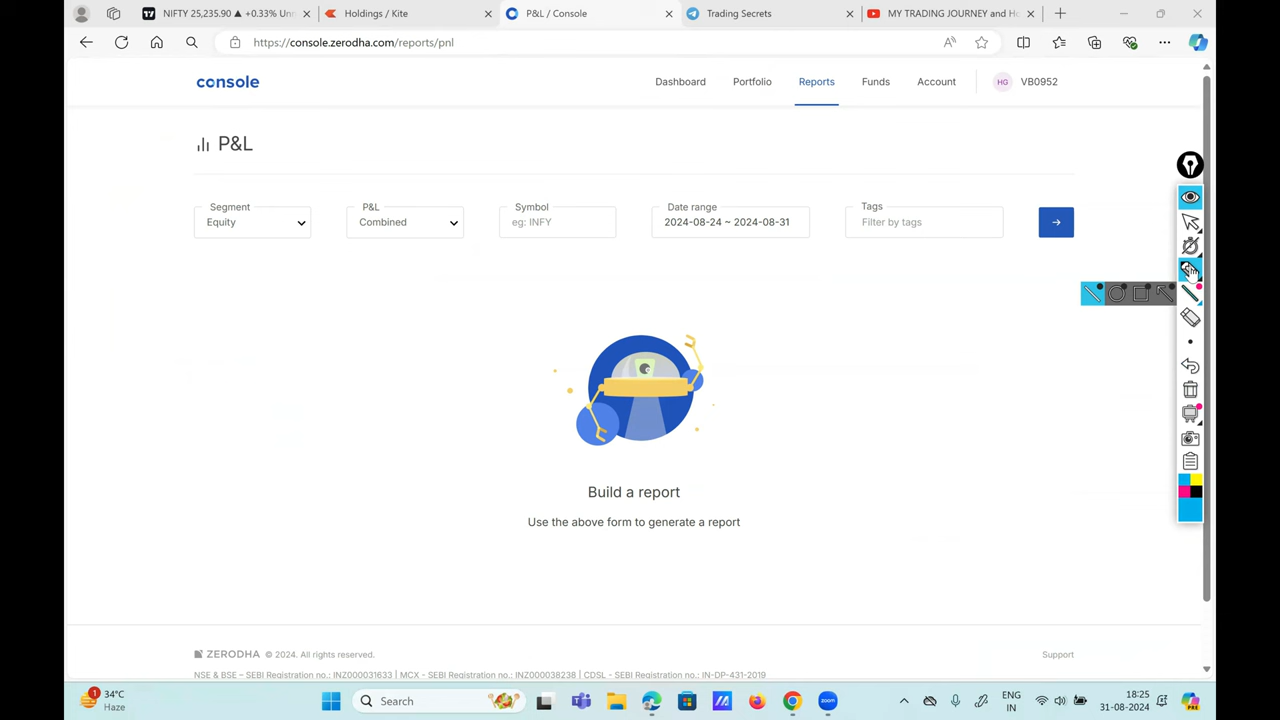 NIFTY 25,235.90 ▲ +0.33% Un
Holdings / Kite
P&L / Console
Trading Secrets
MY TRADING JOURNEY and H
https://console.zerodha.com/reports/pnl
console
Dashboard
Portfolio
Reports
Funds
Account
HG
VB0952
P&L
Segment
Equity
P&L
Combined
Symbol
eg: INFY
Date range
2024-08-24 ~ 2024-08-31
Tags
Filter by tags
Build a report
Use the above form to generate a report
ZERODHA © 2024. All rights reserved.
Support
NSE & BSE – SEBI Registration no.: INZ000031633 | MCX - SEBI Registration no.: INZ000038238 | CDSL - SEBI Registration no.: IN-DP-431-2019
1
34°C
Haze
Search
ENG
IN
18:25
31-08-2024